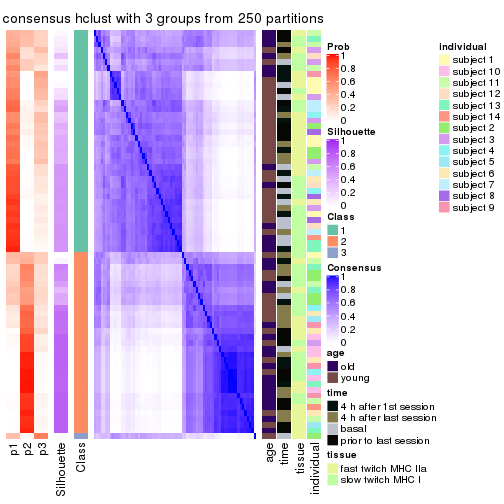 consensus hclust with 3 groups from 250 partitions
p1
p2
p3
Silhouette
Class
age
time
tissue
individual
Prob
1
0.8
0.6
0.4
0.2
0
Silhouette
1
0.8
0.6
0.4
0.2
0
Class
1
2
3
Consensus
1
0.8
0.6
0.4
0.2
0
age
old
young
time
4 h after 1st session
4 h after last session
basal
prior to last session
tissue
fast twitch MHC IIa
slow twitch MHC I
individual
subject 1
subject 10
subject 11
subject 12
subject 13
subject 14
subject 2
subject 3
subject 4
subject 5
subject 6
subject 7
subject 8
subject 9